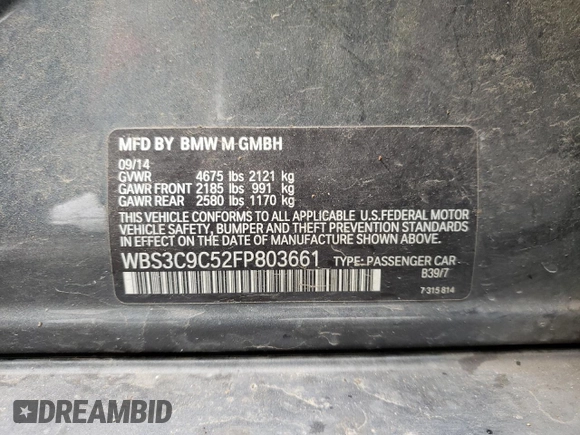 MFD BY BMW M GMBH
09/14
GVWR 4675 lbs 2121 kg
GAWR FRONT 2185 lbs 991 kg
GAWR REAR 2580 lbs 1170 kg
THIS VEHICLE CONFORMS TO ALL APPLICABLE U.S.FEDERAL MOTOR
VEHICLE SAFETY, BUMPER AND THEFT PREVENTION STANDARDS
IN EFFECT ON THE DATE OF MANUFACTURE SHOWN ABOVE.
WBS3C9C52FP803661 TYPE: PASSENGER CAR
B39/7
7 315 814
DREAMBID